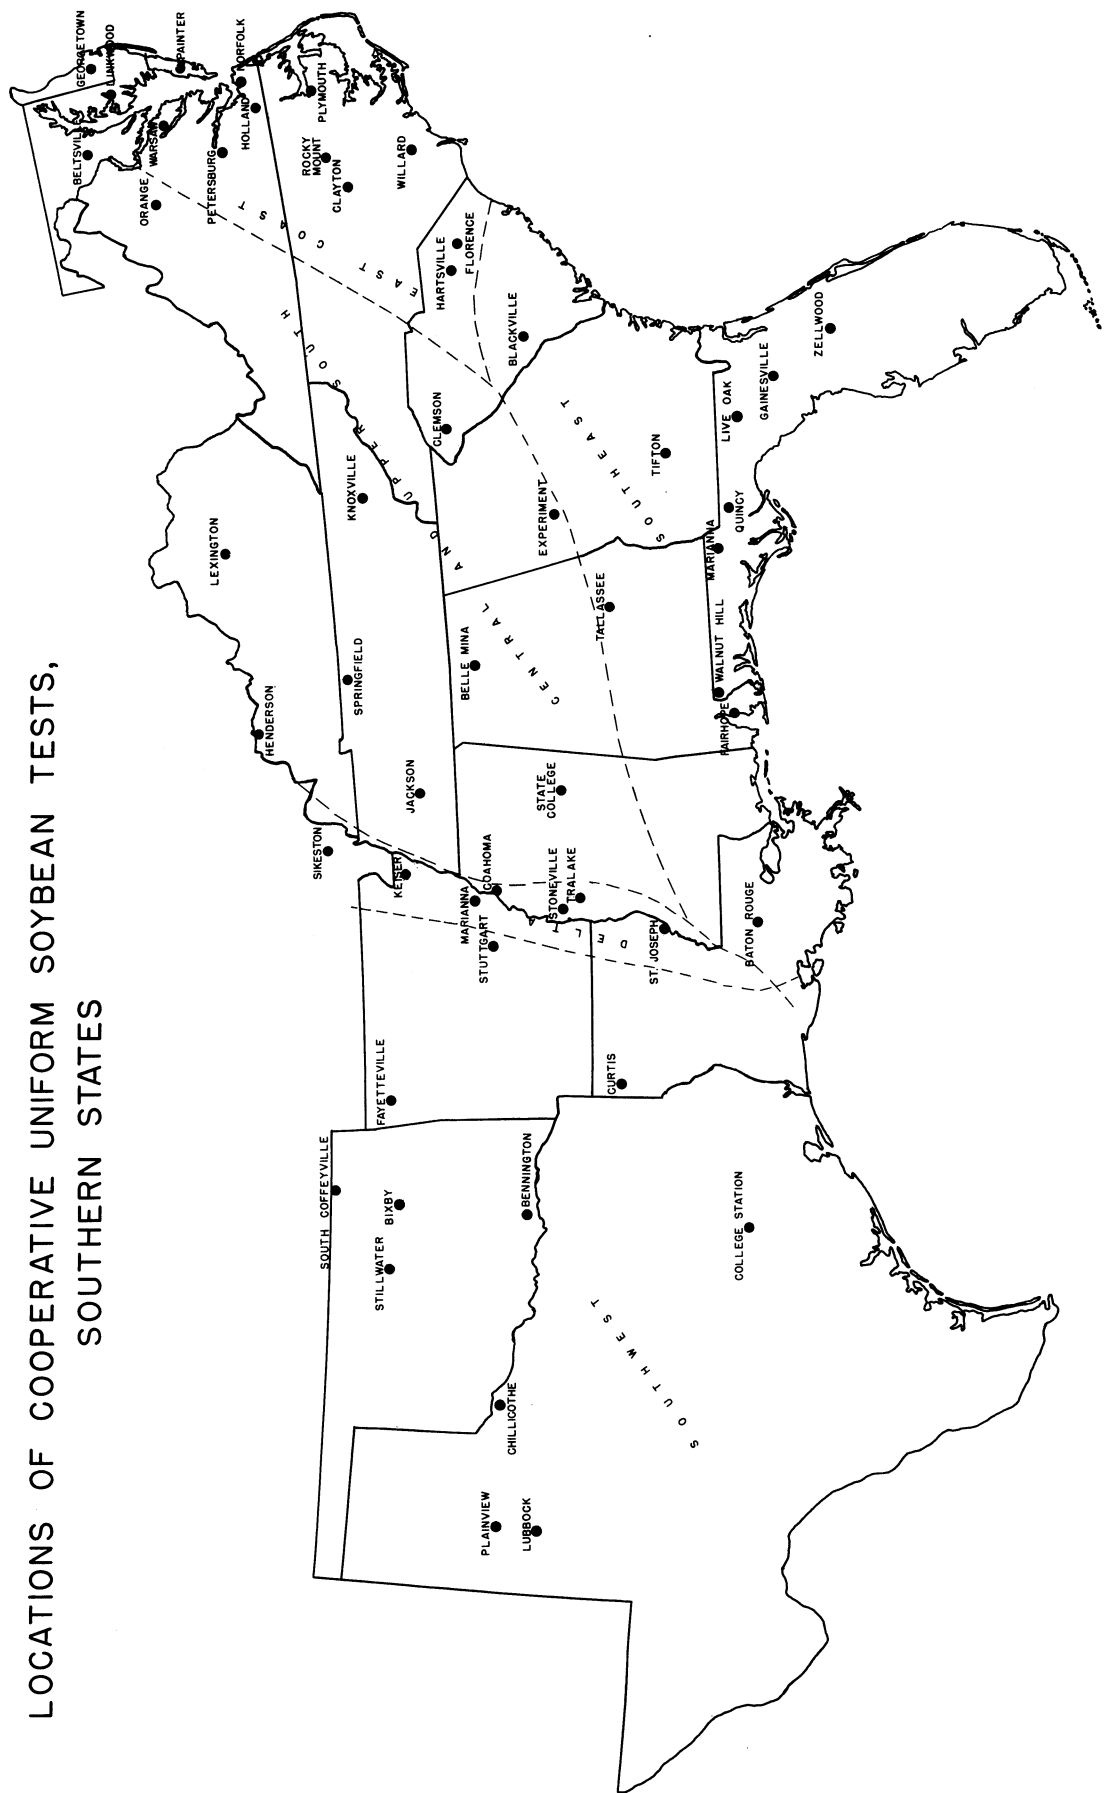 LOCATIONS OF COOPERATIVE UNIFORM SOYBEAN TESTS,
SOUTHERN STATES
GEORGETOWN
LINKWOOD
PAINTER
NORFOLK
BELTSVILLE
WARSAW
HOLLAND
PLYMOUTH
ORANGE
PETERSBURG
ROCKY
MOUNT
CLAYTON
WILLARD
EAST COAST
HARTSVILLE
FLORENCE
BLACKVILLE
CLEMSON
UPPER SOUTH
KNOXVILLE
LEXINGTON
SPRINGFIELD
HENDERSON
JACKSON
CENTRAL AND
BELLE MINA
EXPERIMENT
TALLASSEE
SOUTHEAST
TIFTON
ZELLWOOD
GAINESVILLE
LIVE OAK
QUINCY
MARIANNA
WALNUT HILL
FAIRHOPE
STATE
COLLEGE
SIKESTON
KEISER
COAHOMA
MARIANNA
STUTTGART
STONEVILLE
TRALAKE
DELTA
ST. JOSEPH
BATON ROUGE
CURTIS
FAYETTEVILLE
SOUTH COFFEYVILLE
BIXBY
STILLWATER
BENNINGTON
COLLEGE STATION
SOUTHWEST
CHILLICOTHE
PLAINVIEW
LUBBOCK